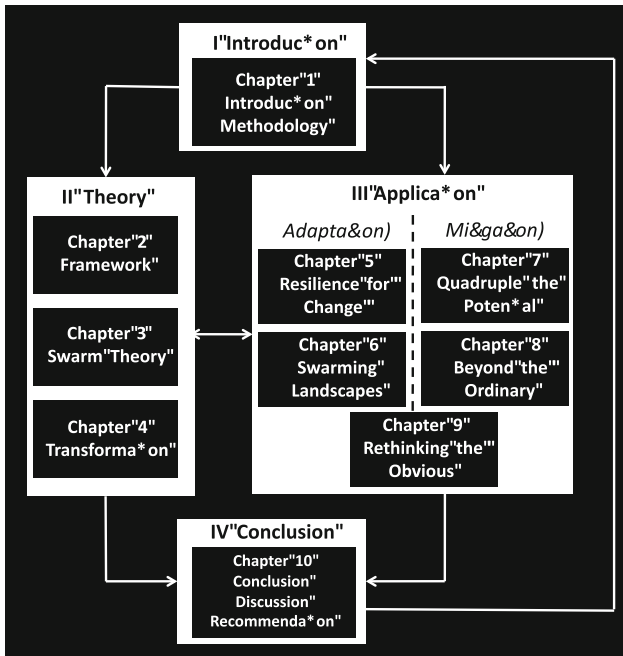 I"Introduc*on"
Chapter"1"
Introduc*on"
Methodology"
II"Theory"
Chapter"2"
Framework"
Chapter"3"
Swarm"Theory"
Chapter"4"
Transforma*on"
III"Applica*on"
Adapta&on)
Mi&ga&on)
Chapter"5"
Resilience"for""
Change""
Chapter"7"
Quadruple"the"
Poten*al"
Chapter"6"
Swarming"
Landscapes"
Chapter"8"
Beyond"the""
Ordinary"
Chapter"9"
Rethinking"the""
Obvious"
IV"Conclusion"
Chapter"10"
Conclusion"
Discussion"
Recommenda*on"